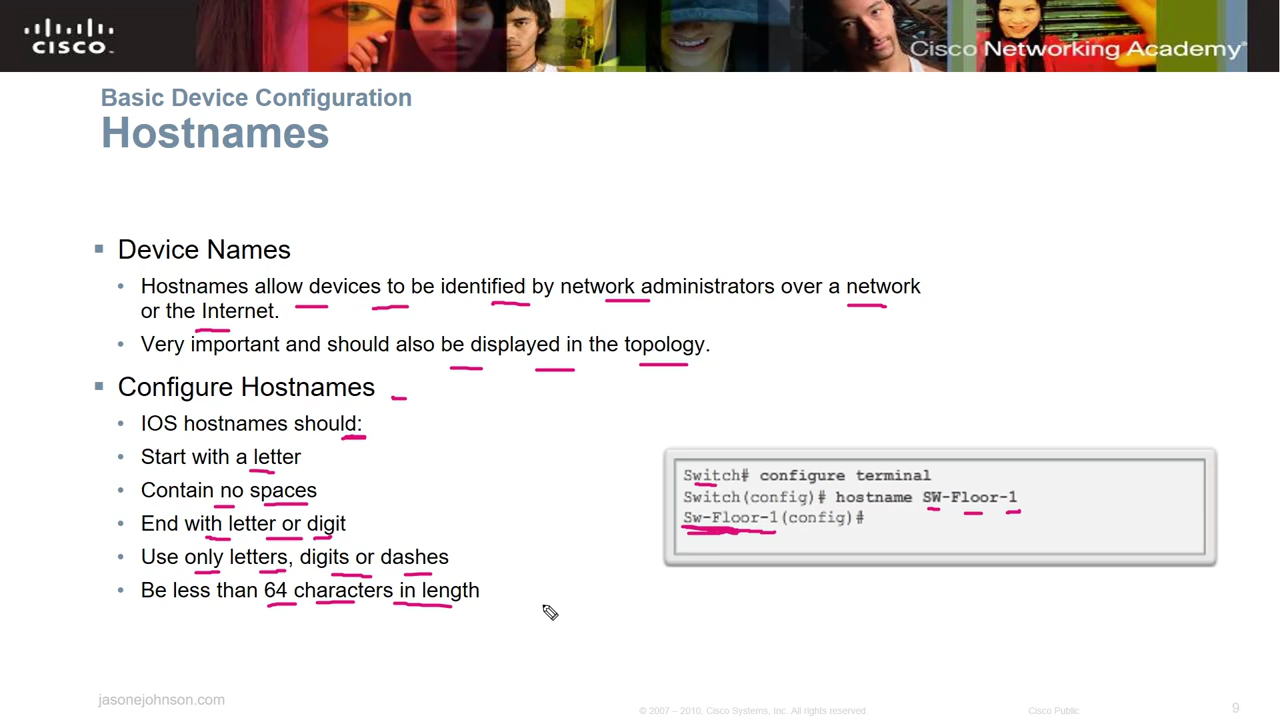 CISCO
Cisco Networking Academy
Basic Device Configuration
Hostnames
Device Names
Hostnames allow devices to be identified by network administrators over a network
or the Internet.
Very important and should also be displayed in the topology.
Configure Hostnames
IOS hostnames should:
Start with a letter
Contain no spaces
End with letter or digit
Use only letters, digits or dashes
Be less than 64 characters in length
Switch# configure terminal
Switch(config)# hostname SW-Floor-1
Sw-Floor-1(config)#
jasonejohnson.com
© 2007 – 2010, Cisco Systems, Inc. All rights reserved.
Cisco Public
9